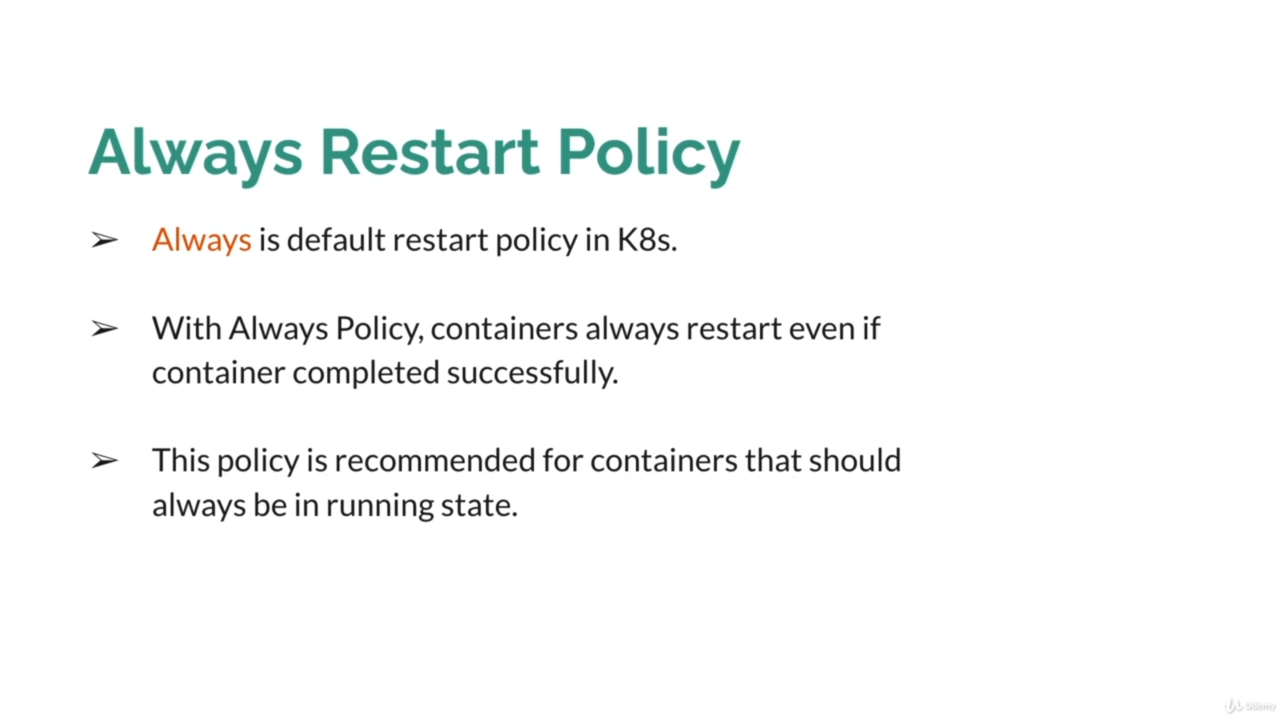 Always Restart Policy
➢ Always is default restart policy in K8s.
➢ With Always Policy, containers always restart even if
container completed successfully.
➢ This policy is recommended for containers that should
always be in running state.
Udemy